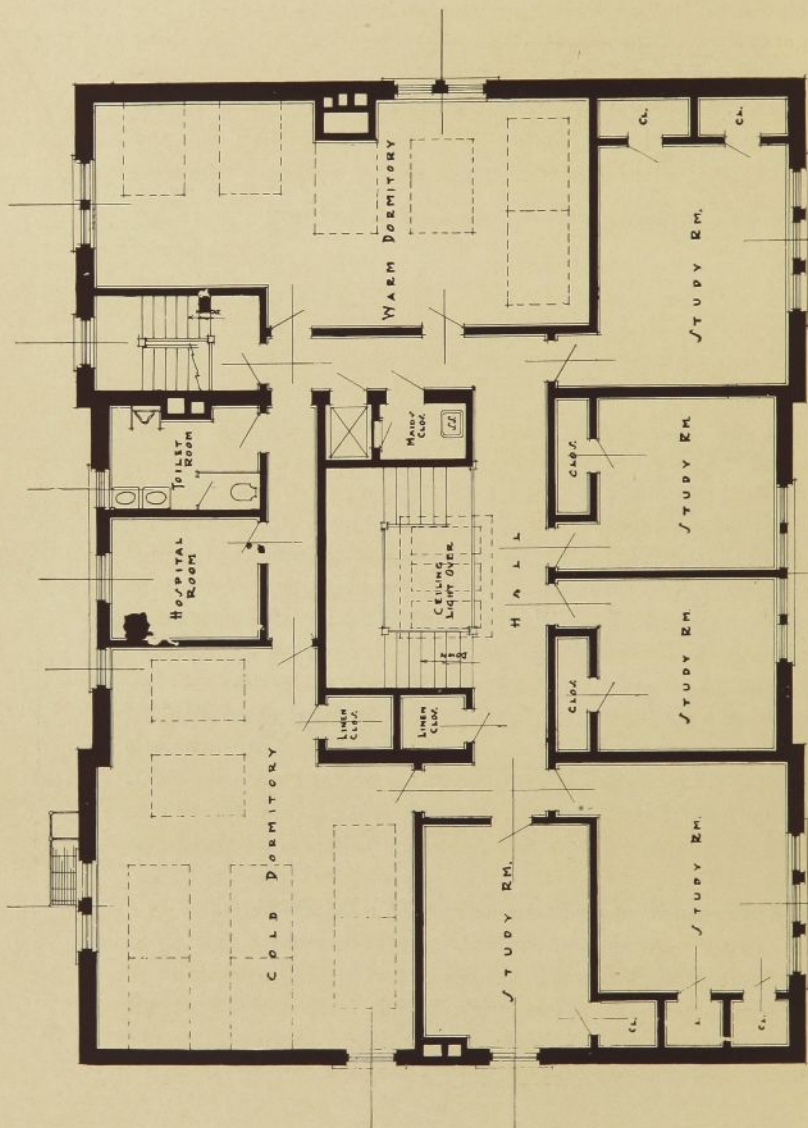 HOSPITAL
ROOM
TOILET
ROOM
COLD DORMITORY
LINEN
CLOS.
WARM DORMITORY
LINEN
CLOS.
CEILING
LIGHT OVER
MAIDS
CLOS.
S.S.
STUDY RM.
HALL
CLOS.
CLOS.
CL.
L.
CL.
CL.
CL.
STUDY RM.
STUDY RM.
STUDY RM.
STUDY RM.